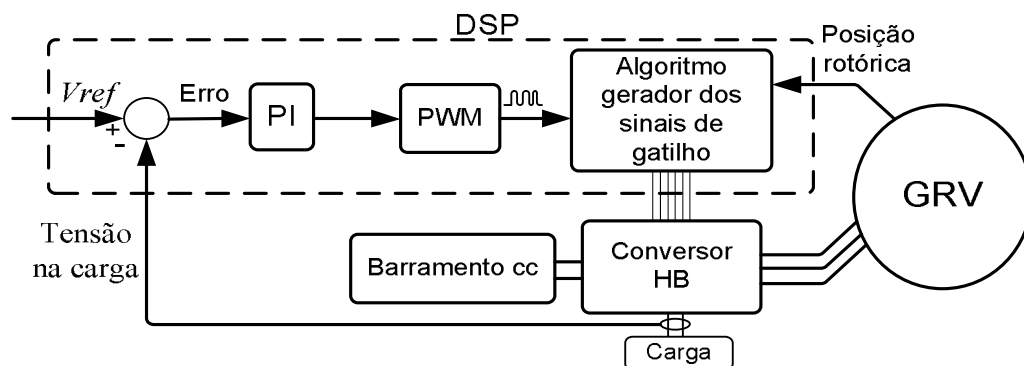 DSP
Posição
rotórica
Vref
Erro
+
-
PI
PWM
Algoritmo
gerador dos
sinais de
gatilho
GRV
Tensão
na carga
Barramento cc
Conversor
HB
Carga